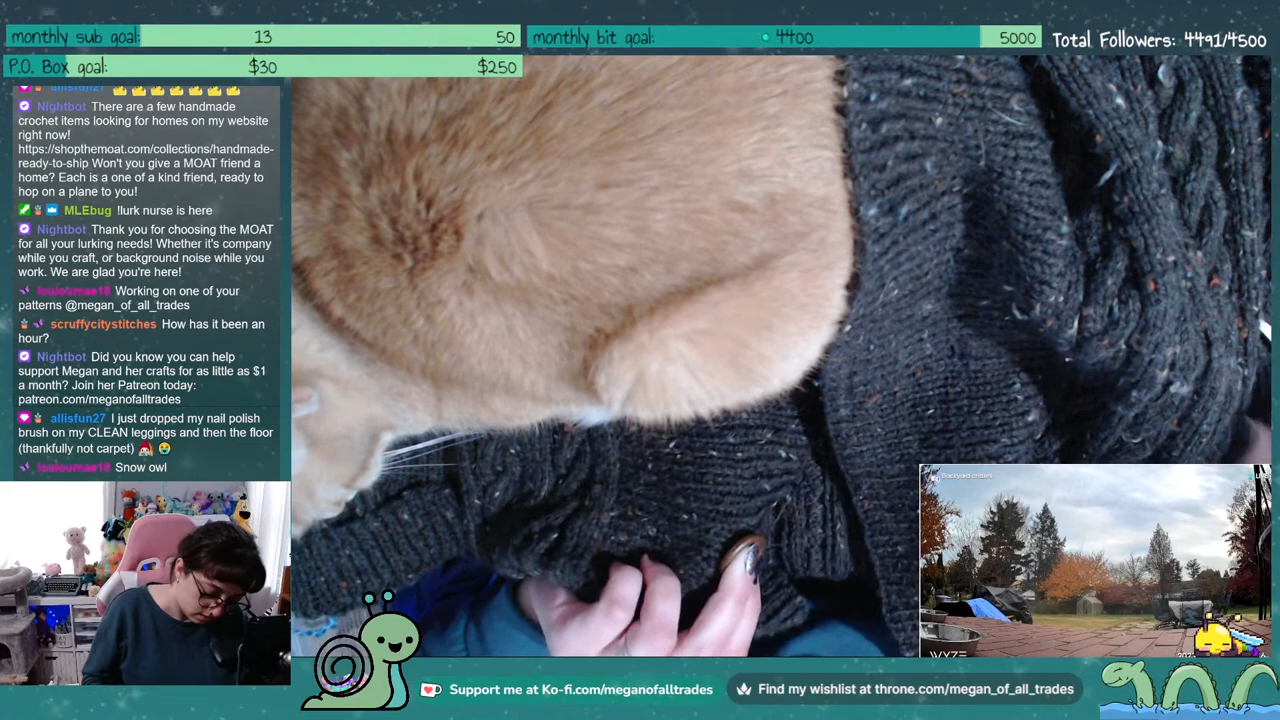 monthly sub goal: 13 50
monthly bit goal: 4400 5000
Total Followers: 4491/4500
P.O. Box goal: $30 $250
allisfun27
Nightbot There are a few handmade
crochet items looking for homes on my website
right now!
https://shopthemoat.com/collections/handmade-
ready-to-ship Won't you give a MOAT friend a
home? Each is a one of a kind friend, ready to
hop on a plane to you!
MLEbug !lurk nurse is here
Nightbot Thank you for choosing the MOAT
for all your lurking needs! Whether it's company
while you craft, or background noise while you
work. We are glad you're here!
louloumae18 Working on one of your
patterns @megan_of_all_trades
scruffycitystitches How has it been an
hour?
Nightbot Did you know you can help
support Megan and her crafts for as little as $1
a month? Join her Patreon today:
patreon.com/meganofalltrades
allisfun27 I just dropped my nail polish
brush on my CLEAN leggings and then the floor
(thankfully not carpet)
louloumae18 Snow owl
WYZE
Support me at Ko-fi.com/meganofalltrades
Find my wishlist at throne.com/megan_of_all_trades